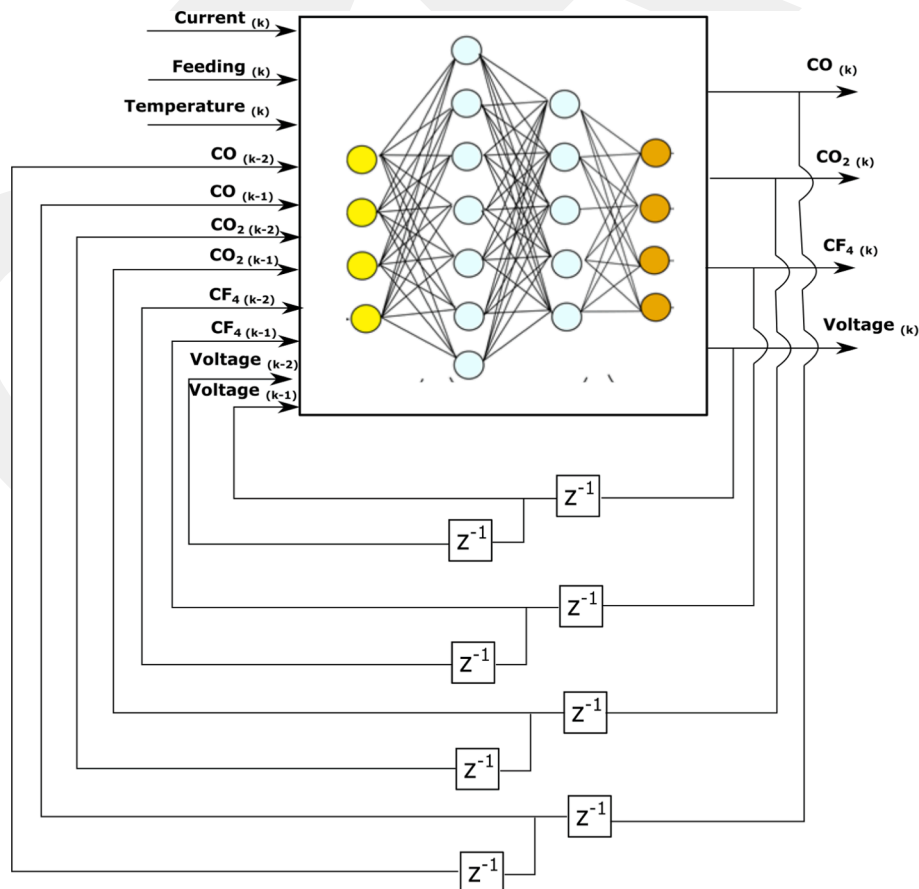 Current (k)
Feeding (k)
Temperature (k)
CO (k-2)
CO (k-1)
CO2 (k-2)
CO2 (k-1)
CF4 (k-2)
CF4 (k-1)
Voltage (k-2)
Voltage (k-1)
CO (k)
CO2 (k)
CF4 (k)
Voltage (k)
z-1
z-1
z-1
z-1
z-1
z-1
z-1
z-1